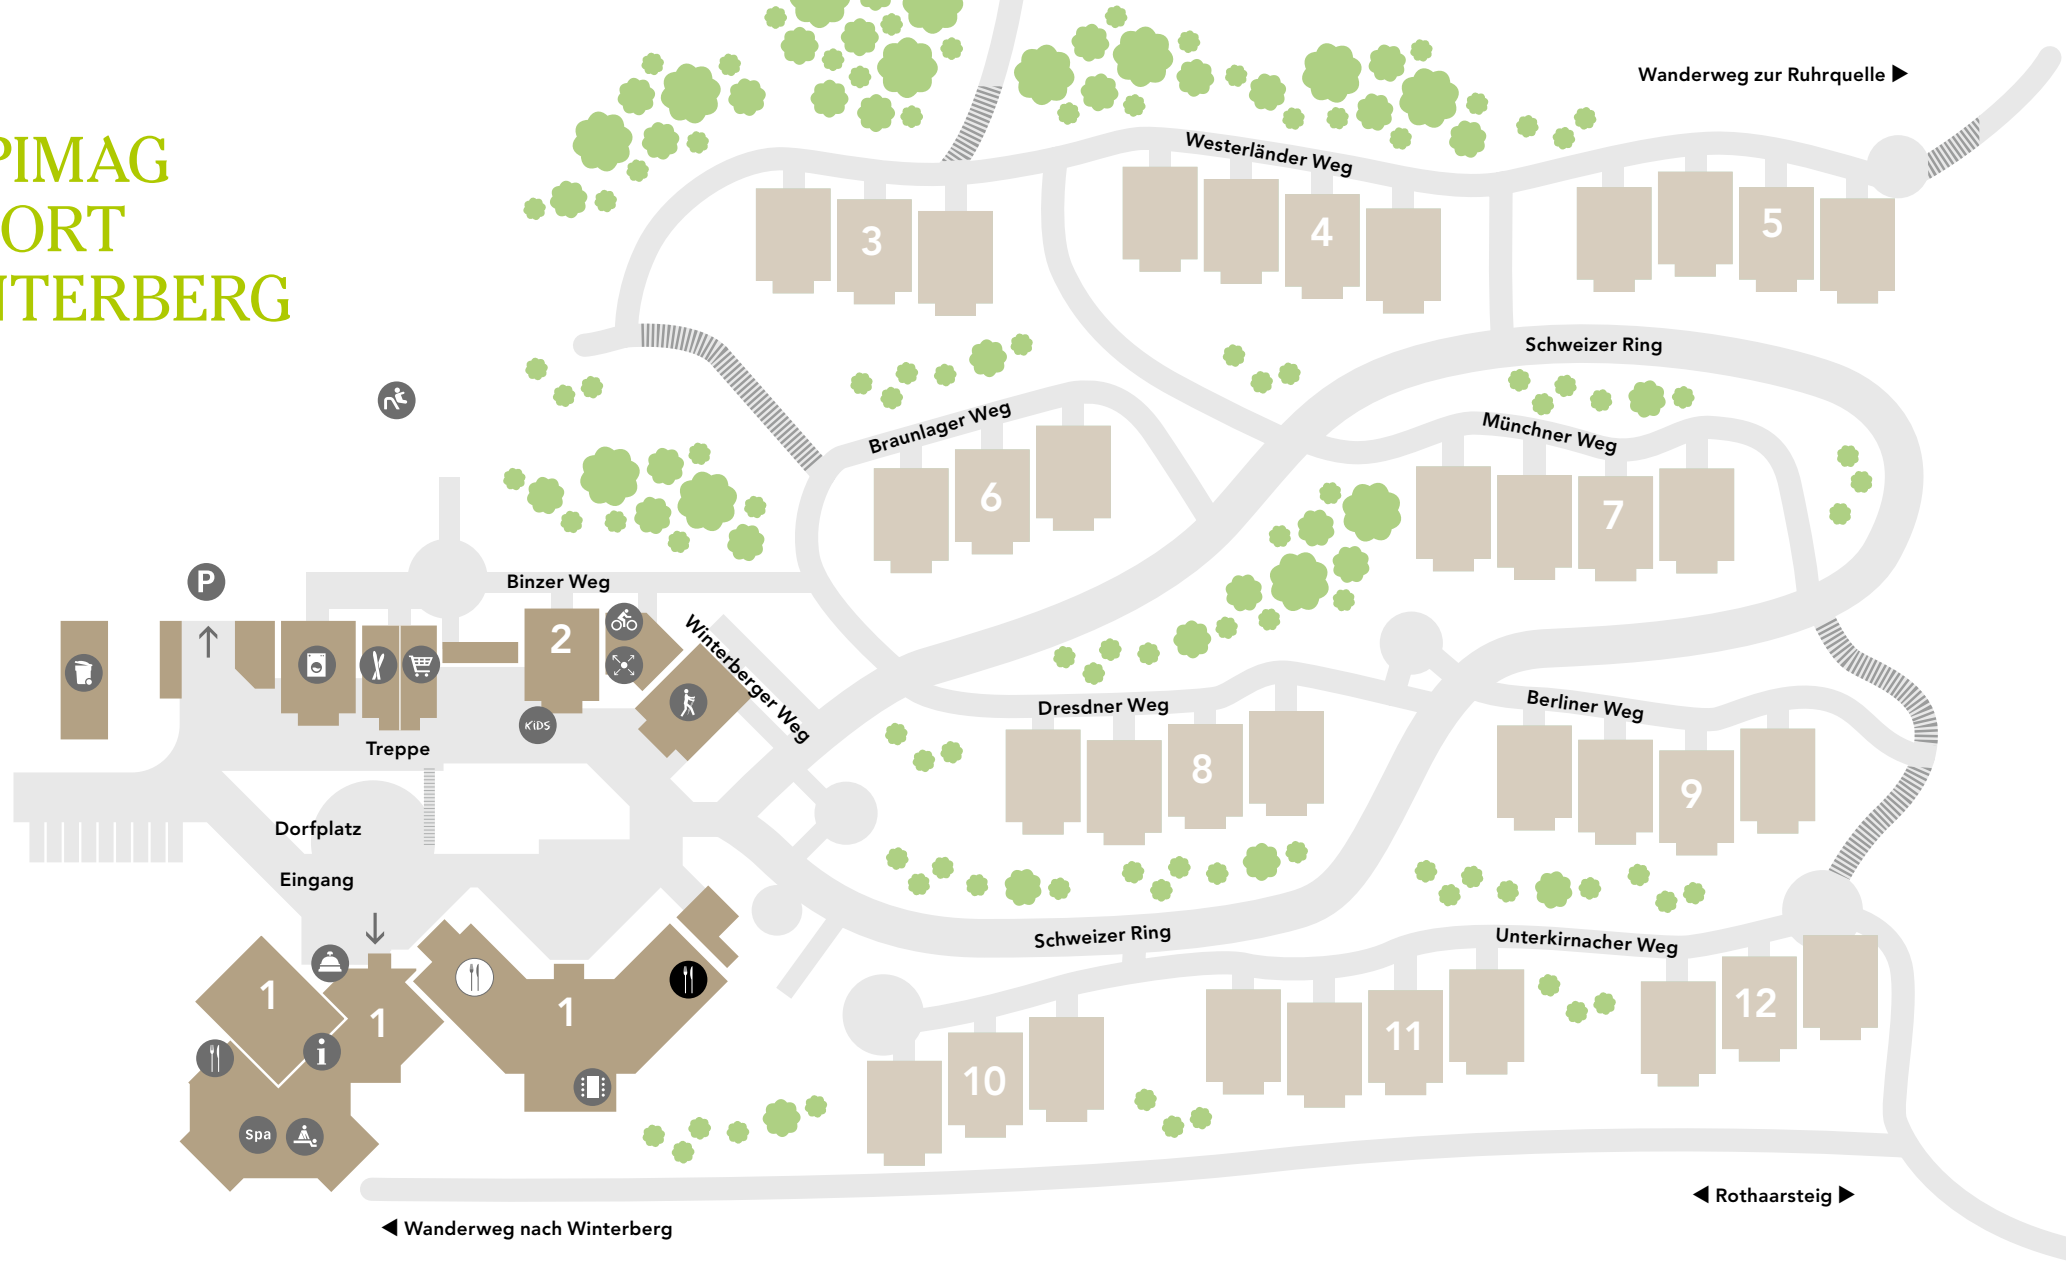 PIMAG
ORT
NTERBERG
Wanderweg zur Ruhrquelle
Westerländer Weg
3
4
5
Schweizer Ring
Braunlager Weg
Münchner Weg
6
7
P
Binzer Weg
2
Winterberger Weg
KiDS
Treppe
Dresdner Weg
Berliner Weg
8
9
Dorfplatz
Eingang
Schweizer Ring
Unterkirnacher Weg
1
1
1
i
10
11
12
Spa
Rothaarsteig
Wanderweg nach Winterberg